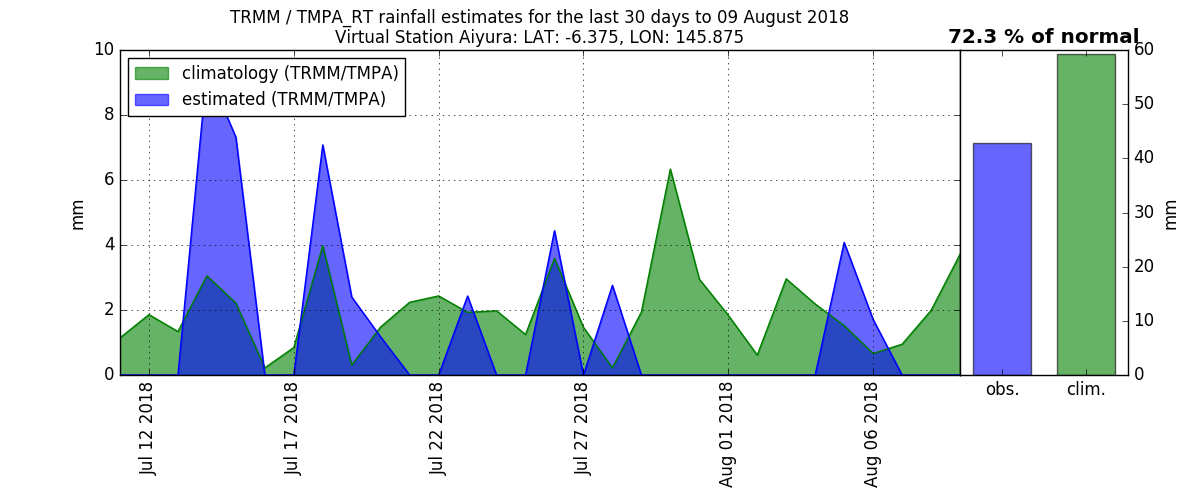 TRMM / TMPA_RT rainfall estimates for the last 30 days to 09 August 2018
Virtual Station Aiyura: LAT: -6.375, LON: 145.875
72.3 % of normal
climatology (TRMM/TMPA)
estimated (TRMM/TMPA)
10
8
6
4
2
0
mm
Jul 12 2018
Jul 17 2018
Jul 22 2018
Jul 27 2018
Aug 01 2018
Aug 06 2018
obs.
clim.
60
50
40
30
20
10
0
mm